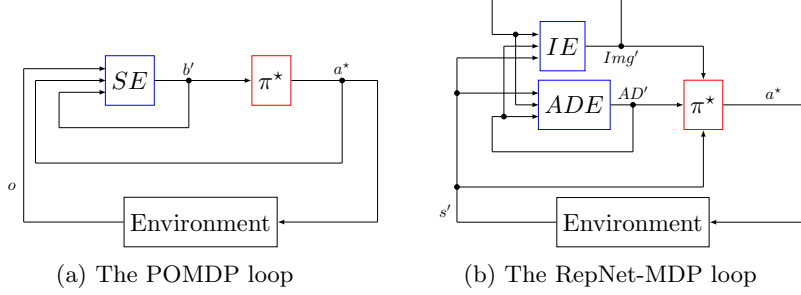 SE
b′
π⋆
a⋆
o
Environment
(a) The POMDP loop
IE
Img′
ADE
AD′
π⋆
a⋆
s′
Environment
(b) The RepNet-MDP loop